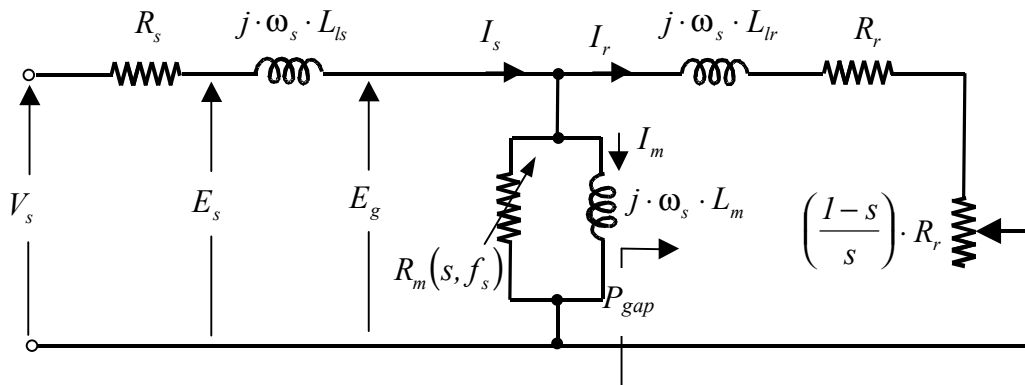 R_s
j·ω_s·L_ls
I_s
I_r
j·ω_s·L_lr
R_r
V_s
E_s
E_g
I_m
j·ω_s·L_m
R_m(s, f_s)
P_gap
((1−s)/s)·R_r